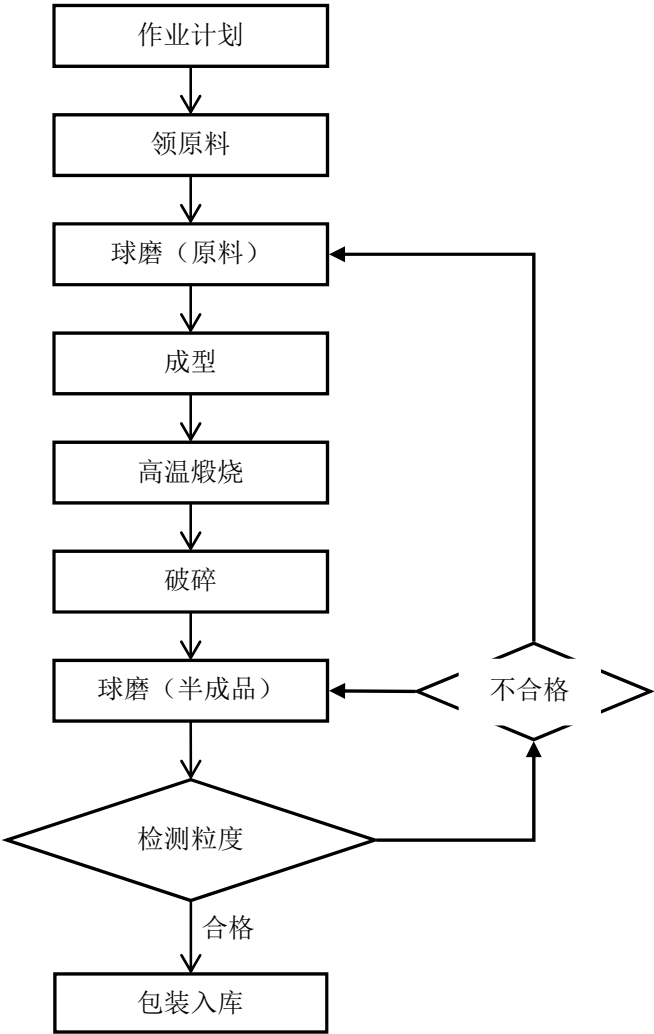 作业计划
领原料
球磨（原料）
成型
高温煅烧
破碎
球磨（半成品）
不合格
检测粒度
合格
包装入库